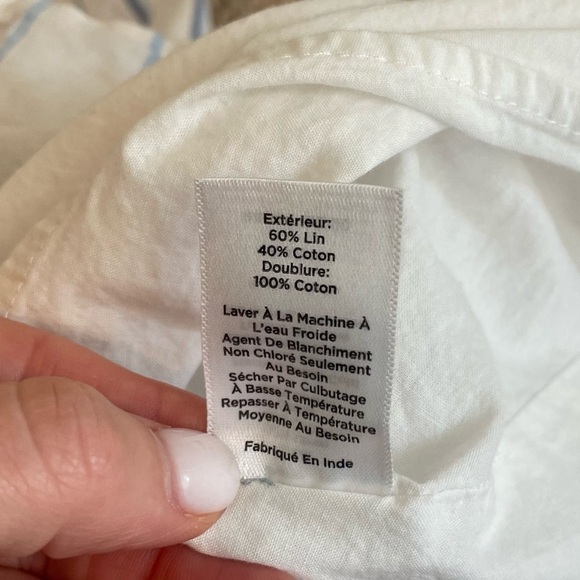 Extérieur:
60% Lin
40% Coton
Doublure:
100% Coton
Laver À La Machine À
L'eau Froide
Agent De Blanchiment
Non Chloré Seulement
Au Besoin
Sécher Par Culbutage
À Basse Température
Repasser À Température
Moyenne Au Besoin
Fabriqué En Inde